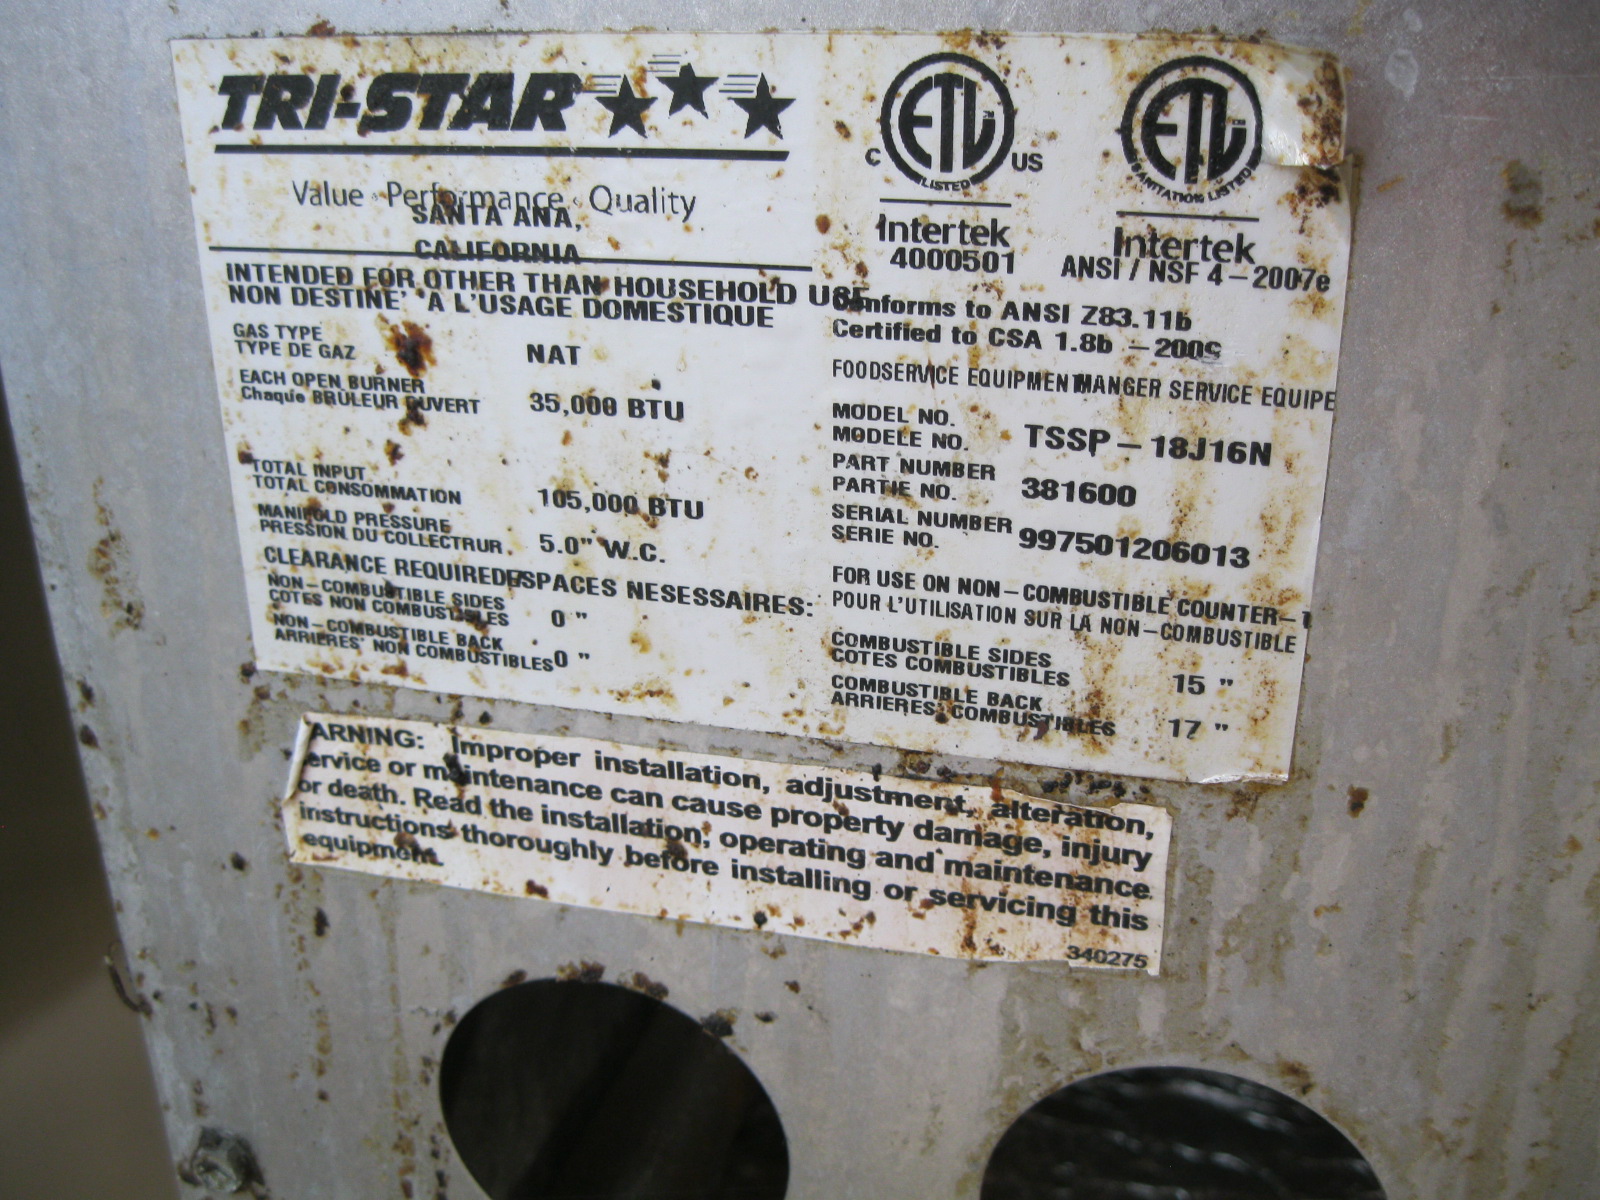 TRI-STAR
Value · Performance · Quality
SANTA ANA,
CALIFORNIA
INTENDED FOR OTHER THAN HOUSEHOLD USE
NON DESTINE' A L'USAGE DOMESTIQUE
GAS TYPE
TYPE DE GAZ NAT
EACH OPEN BURNER
Chaque BRULEUR OUVERT 35,000 BTU
TOTAL INPUT
TOTAL CONSOMMATION 105,000 BTU
MANIFOLD PRESSURE
PRESSION DU COLLECTRUR. 5.0" W.C.
CLEARANCE REQUIRED/ESPACES NESESSAIRES:
NON-COMBUSTIBLE SIDES
COTES NON COMBUSTIBLES 0 "
NON-COMBUSTIBLE BACK
ARRIERES' NON COMBUSTIBLES 0 "
C ETL US
LISTED
Intertek
4000501
ETL
SANITATION LISTED
Intertek
ANSI / NSF 4-2007e
Conforms to ANSI Z83.11b
Certified to CSA 1.8b -2009
FOODSERVICE EQUIPMENT MANGER SERVICE EQUIPE
MODEL NO.
MODELE NO. TSSP-18J16N
PART NUMBER
PARTIE NO. 381600
SERIAL NUMBER
SERIE NO. 997501206013
FOR USE ON NON-COMBUSTIBLE COUNTER-T
POUR L'UTILISATION SUR LA NON-COMBUSTIBLE
COMBUSTIBLE SIDES
COTES COMBUSTIBLES 15 "
COMBUSTIBLE BACK
ARRIERES' COMBUSTIBLES 17 "
ARNING: Improper installation, adjustment, alteration,
ervice or maintenance can cause property damage, injury
or death. Read the installation, operating and maintenance
instructions thoroughly before installing or servicing this
equipment.
340275